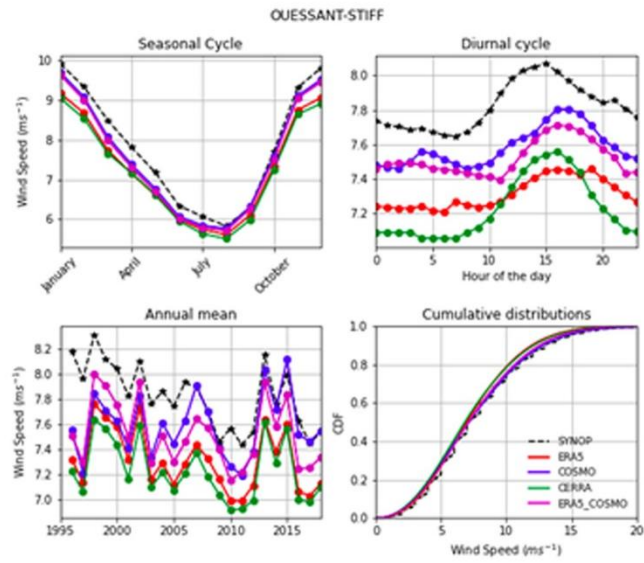 OUESSANT-STIFF
Seasonal Cycle
Wind Speed (ms⁻¹)
10
9
8
7
6
January
April
July
October
Diurnal cycle
8.0
7.8
7.6
7.4
7.2
0
5
10
15
20
Hour of the day
Annual mean
Wind Speed (ms⁻¹)
8.2
8.0
7.8
7.6
7.4
7.2
7.0
1995
2000
2005
2010
2015
Cumulative distributions
CDF
1.0
0.8
0.6
0.4
0.2
0.0
SYNOP
ERA5
COSMO
CERRA
ERA5_COSMO
0
5
10
15
20
Wind Speed (ms⁻¹)